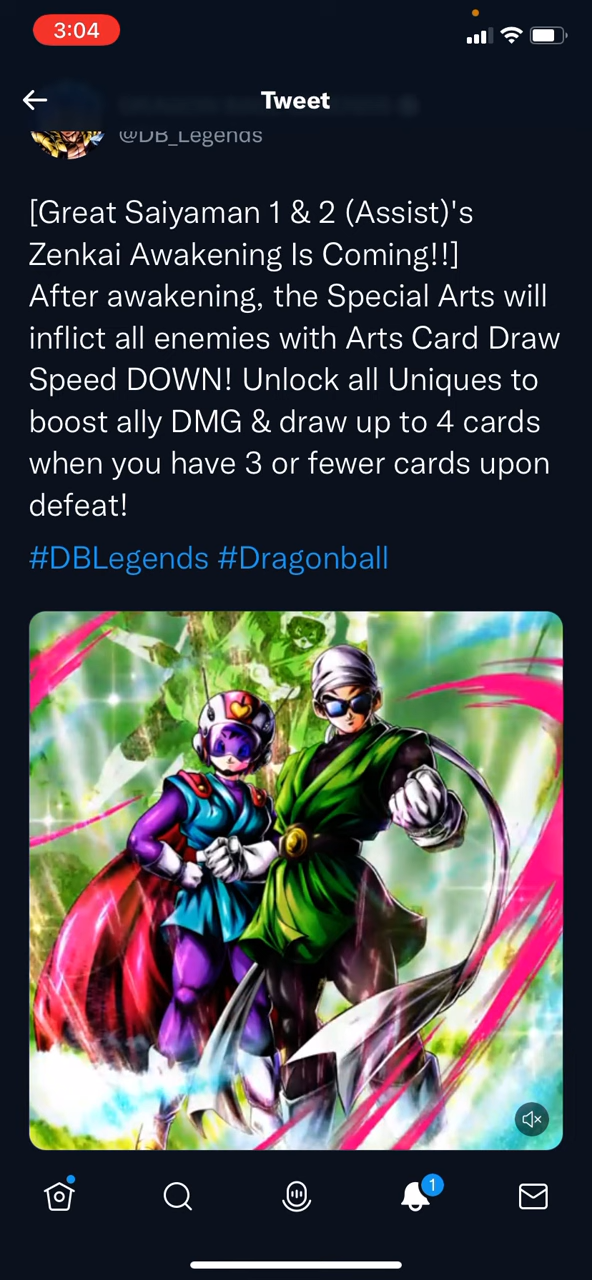 3:04
Tweet
@DB_Legends
[Great Saiyaman 1 & 2 (Assist)'s
Zenkai Awakening Is Coming!!]
After awakening, the Special Arts will
inflict all enemies with Arts Card Draw
Speed DOWN! Unlock all Uniques to
boost ally DMG & draw up to 4 cards
when you have 3 or fewer cards upon
defeat!
#DBLegends #Dragonball
1